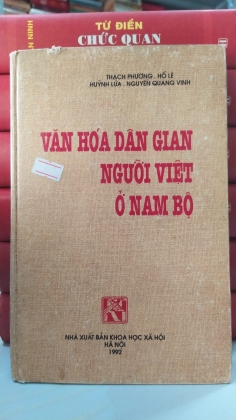 TỪ ĐIỂN
CHỨC QUAN
THẠCH PHƯƠNG . HỒ LÊ
HUỲNH LỨA . NGUYỄN QUANG VINH
VĂN HÓA DÂN GIAN
NGƯỜI VIỆT
Ở NAM BỘ
NHÀ XUẤT BẢN KHOA HỌC XÃ HỘI
HÀ NỘI
1992